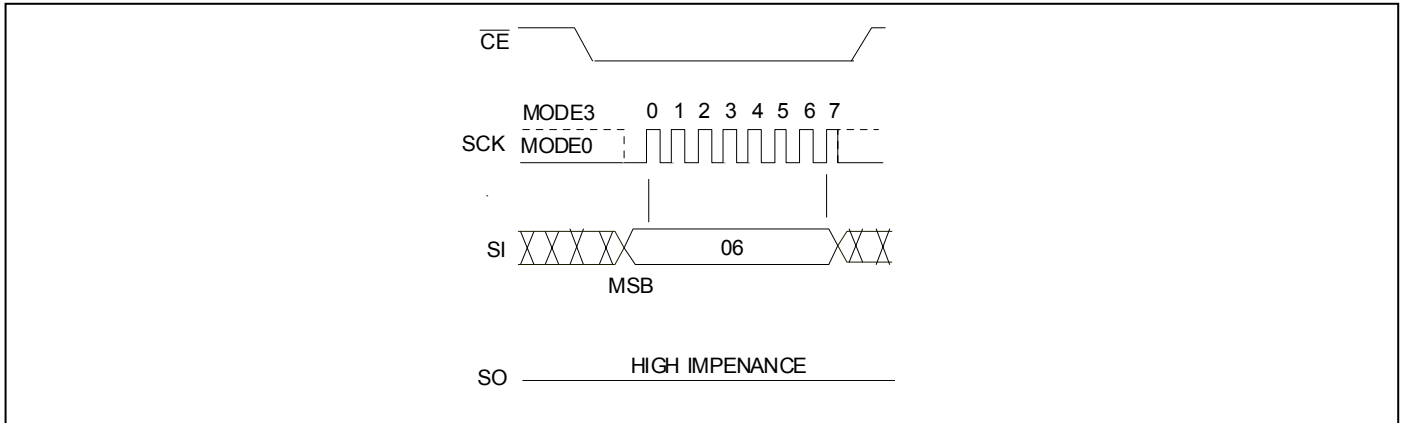 CE
MODE3 0 1 2 3 4 5 6 7
SCK MODE0
SI 06
MSB
HIGH IMPENANCE
SO